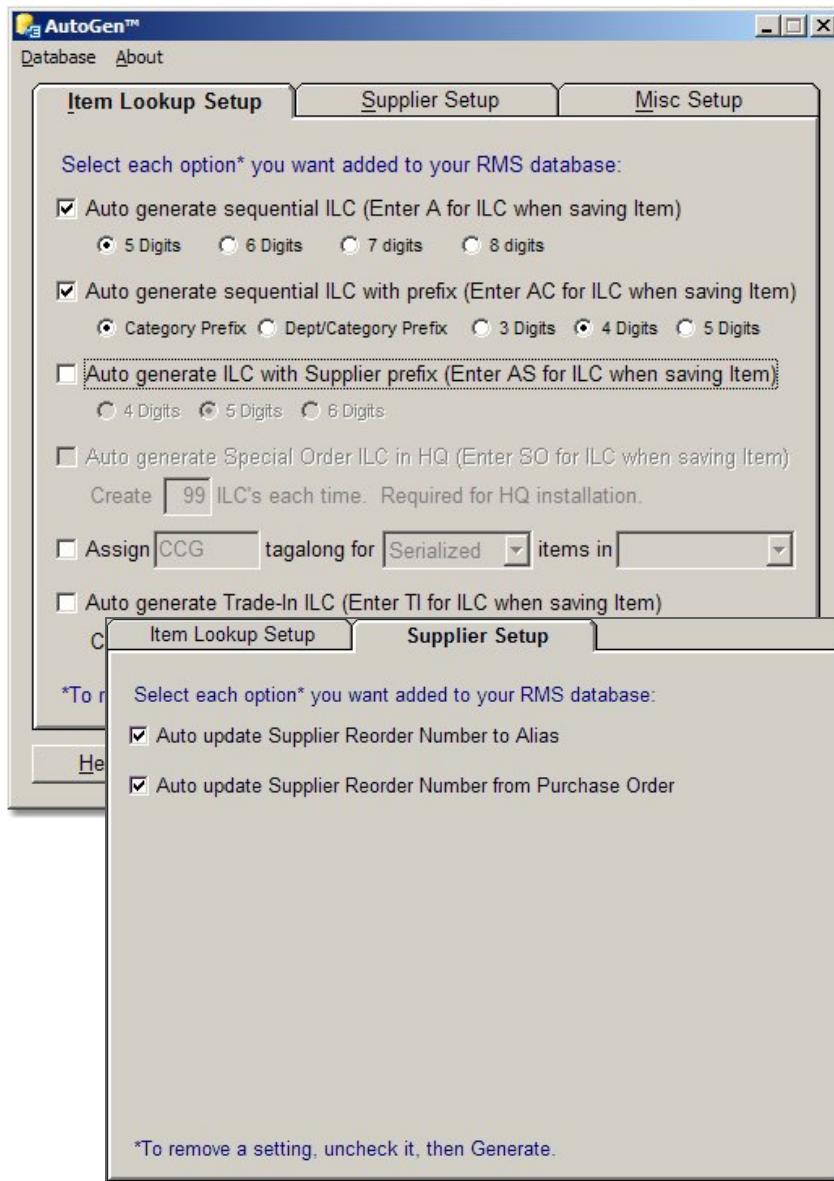 AutoGen™
Database About
Item Lookup Setup Supplier Setup Misc Setup
Select each option* you want added to your RMS database:
Auto generate sequential ILC (Enter A for ILC when saving Item)
5 Digits 6 Digits 7 digits 8 digits
Auto generate sequential ILC with prefix (Enter AC for ILC when saving Item)
Category Prefix Dept/Category Prefix 3 Digits 4 Digits 5 Digits
Auto generate ILC with Supplier prefix (Enter AS for ILC when saving Item)
4 Digits 5 Digits 6 Digits
Auto generate Special Order ILC in HQ (Enter SO for ILC when saving Item)
Create 99 ILC's each time. Required for HQ installation.
Assign CCG tagalong for Serialized items in
Auto generate Trade-In ILC (Enter TI for ILC when saving Item)
C
*To r
He
Item Lookup Setup Supplier Setup
Select each option* you want added to your RMS database:
Auto update Supplier Reorder Number to Alias
Auto update Supplier Reorder Number from Purchase Order
*To remove a setting, uncheck it, then Generate.